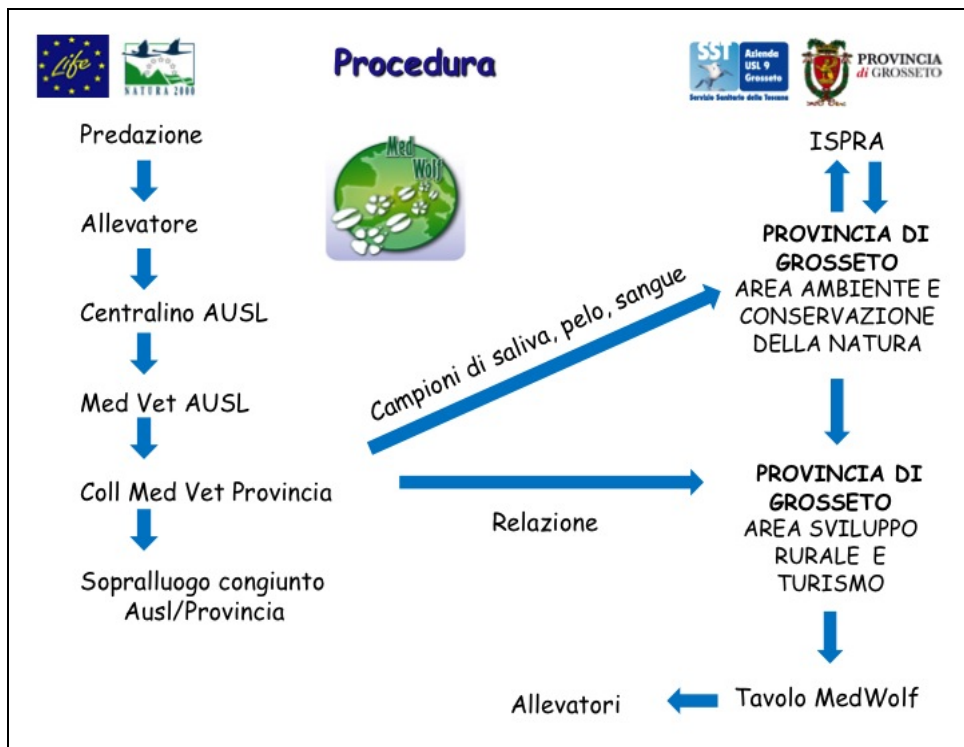 Life
NATURA 2000
Procedura
SST
Azienda
USL 9
Grosseto
Servizio Sanitario della Toscana
PROVINCIA
di GROSSETO
Med
Wolf
Predazione
Allevatore
Centralino AUSL
Med Vet AUSL
Coll Med Vet Provincia
Sopralluogo congiunto
Ausl/Provincia
Campioni di saliva, pelo, sangue
Relazione
ISPRA
PROVINCIA DI
GROSSETO
AREA AMBIENTE E
CONSERVAZIONE
DELLA NATURA
PROVINCIA DI
GROSSETO
AREA SVILUPPO
RURALE E
TURISMO
Tavolo MedWolf
Allevatori